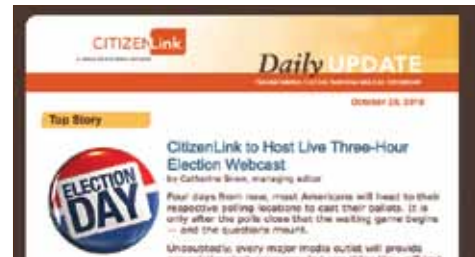 CITIZENLink
Daily UPDATE
October 29, 2010
Top Story
ELECTION
DAY
CitizenLink to Host Live Three-Hour
Election Webcast
by Catherine Snow, managing editor
Four days from now, most Americans will head to their
respective polling locations to cast their ballots. It is
only after the polls close that the waiting game begins
— and the questions mount.
Undoubtedly, every major media outlet will provide